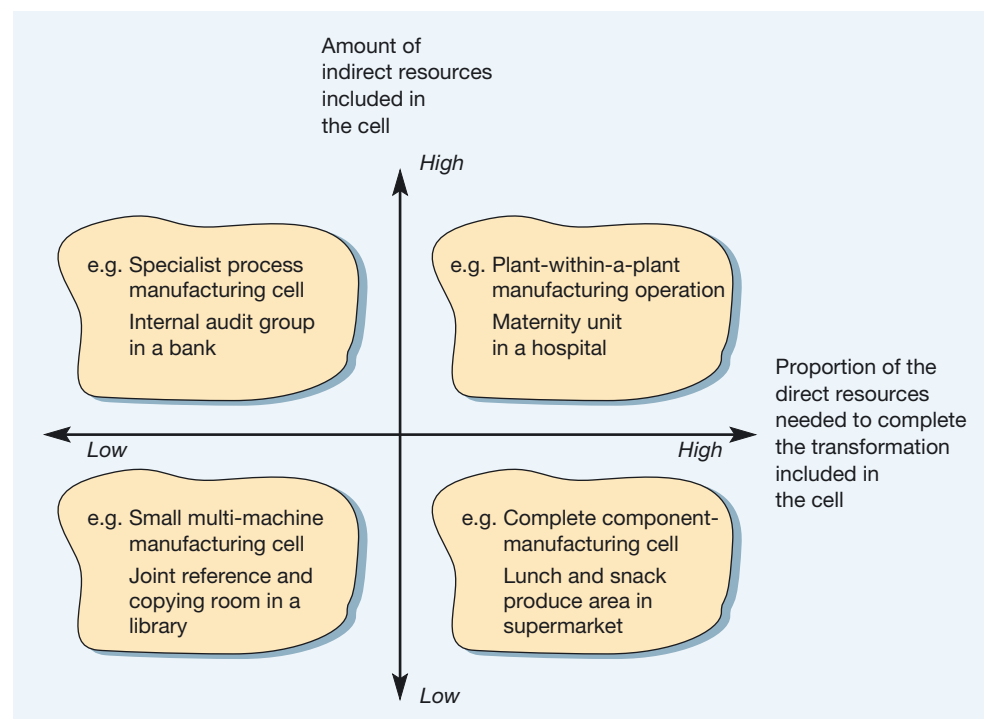 Amount of
indirect resources
included in
the cell
High
e.g. Specialist process
manufacturing cell
Internal audit group
in a bank
e.g. Plant-within-a-plant
manufacturing operation
Maternity unit
in a hospital
Proportion of the
direct resources
needed to complete
the transformation
included in
the cell
Low
High
e.g. Small multi-machine
manufacturing cell
Joint reference and
copying room in a
library
e.g. Complete component-
manufacturing cell
Lunch and snack
produce area in
supermarket
Low